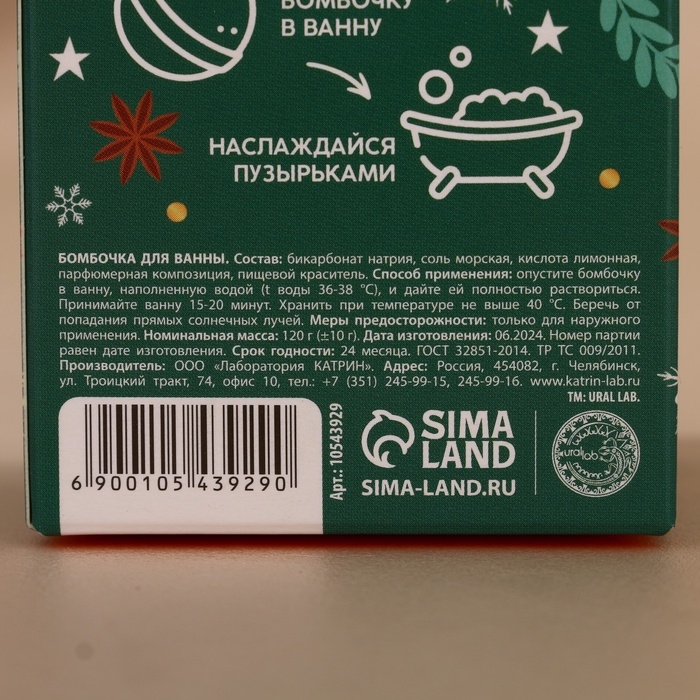 БОМБОЧКУ
В ВАННУ
НАСЛАЖДАЙСЯ
ПУЗЫРЬКАМИ
БОМБОЧКА ДЛЯ ВАННЫ. Состав: бикарбонат натрия, соль морская, кислота лимонная,
парфюмерная композиция, пищевой краситель. Способ применения: опустите бомбочку
в ванну, наполненную водой (t воды 36-38 °C), и дайте ей полностью раствориться.
Принимайте ванну 15-20 минут. Хранить при температуре не выше 40 °C. Беречь от
попадания прямых солнечных лучей. Меры предосторожности: только для наружного
применения. Номинальная масса: 120 г (±10 г). Дата изготовления: 06.2024. Номер партии
равен дате изготовления. Срок годности: 24 месяца. ГОСТ 32851-2014. ТР ТС 009/2011.
Производитель: ООО «Лаборатория КАТРИН». Адрес: Россия, 454082, г. Челябинск,
ул. Троицкий тракт, 74, офис 10, тел.: +7 (351) 245-99-15, 245-99-16. www.katrin-lab.ru
TM: URAL LAB.
6 900105 439290
Арт.: 10543929
SIMA
LAND
SIMA-LAND.RU
ural lab